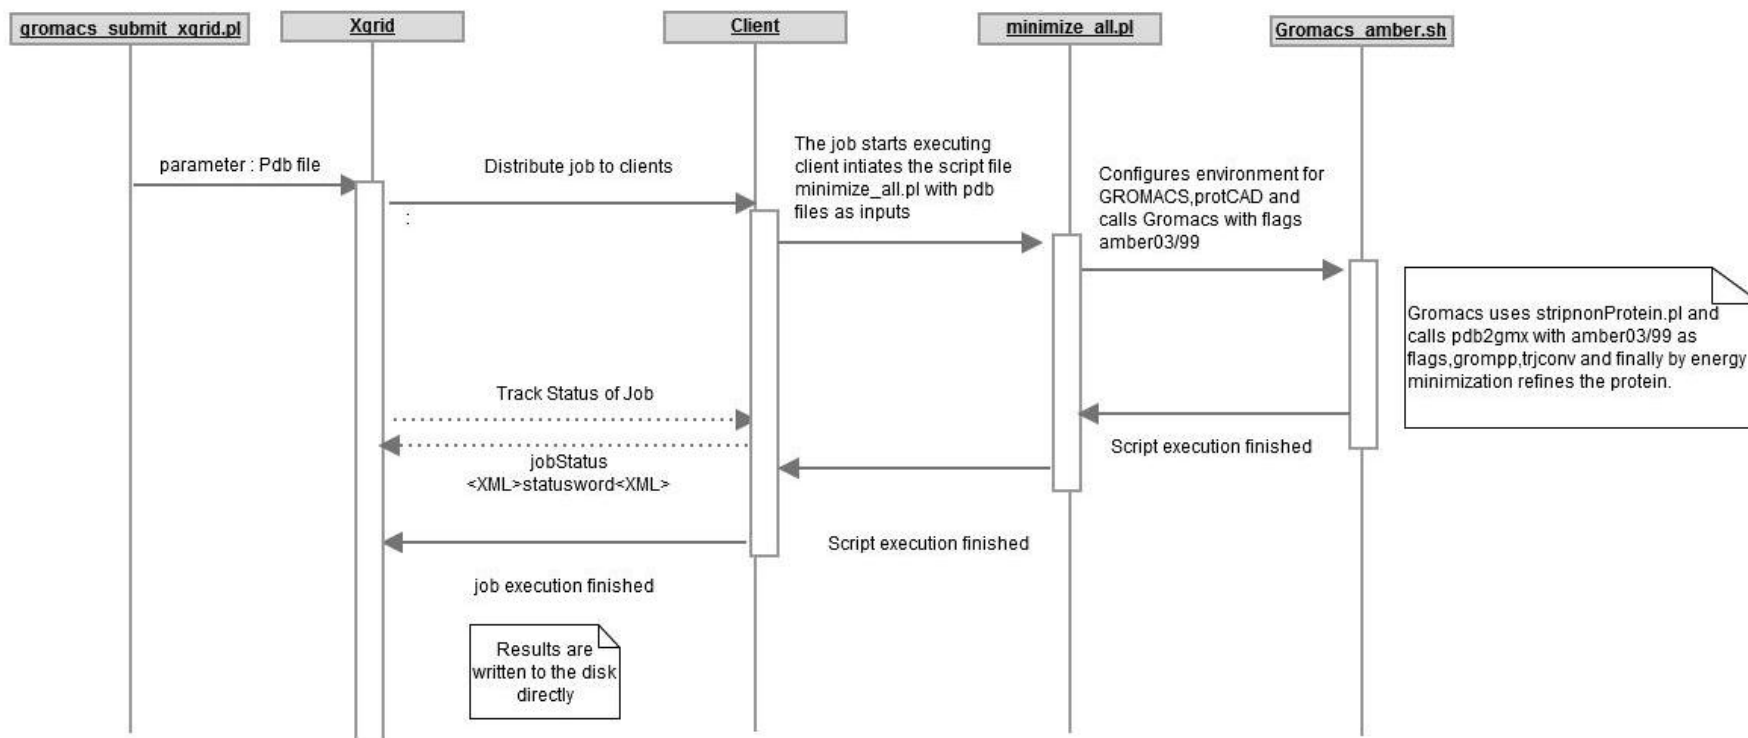 gromacs_submit_xgrid.pl
Xgrid
Client
minimize_all.pl
Gromacs_amber.sh
parameter : Pdb file
Distribute job to clients
:
The job starts executing
client intiates the script file
minimize_all.pl with pdb
files as inputs
Configures environment for
GROMACS,protCAD and
calls Gromacs with flags
amber03/99
Gromacs uses stripnonProtein.pl and
calls pdb2gmx with amber03/99 as
flags,grompp,trjconv and finally by energy
minimization refines the protein.
Track Status of Job
jobStatus
<XML>statusword<XML>
Script execution finished
Script execution finished
job execution finished
Results are
written to the disk
directly